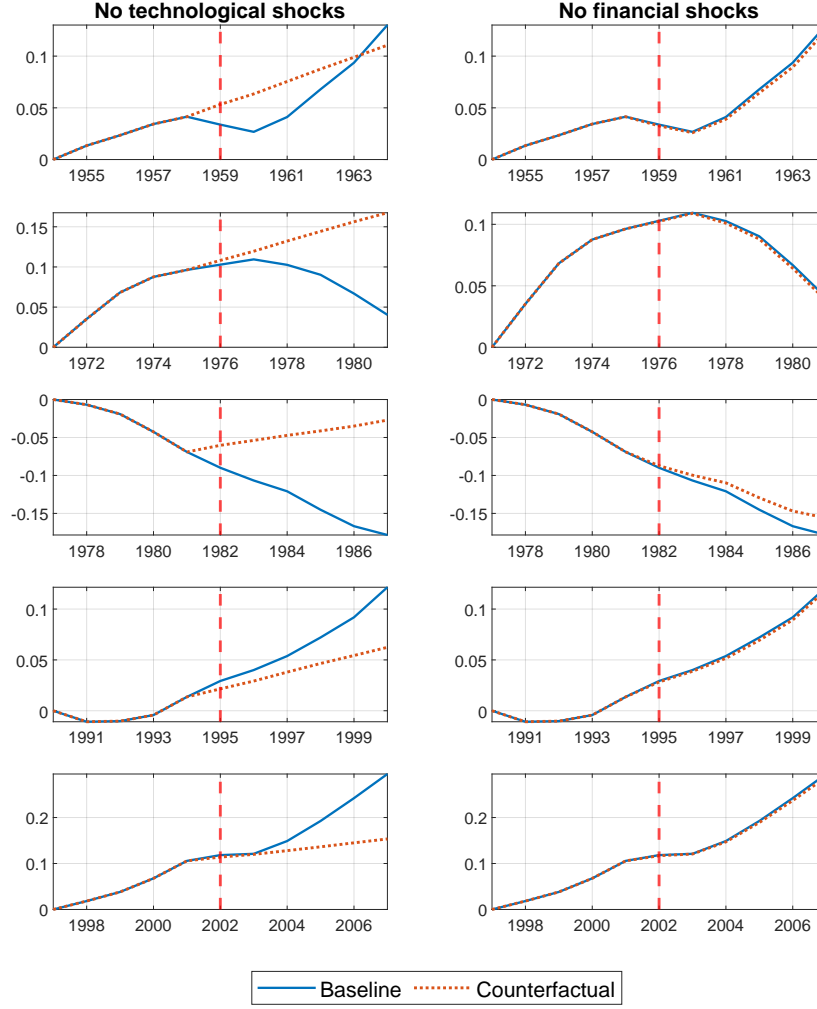 No technological shocks
No financial shocks
0.1
0.05
0
1955 1957 1959 1961 1963
0.1
0.05
0
1955 1957 1959 1961 1963
0.15
0.1
0.05
0
1972 1974 1976 1978 1980
0.1
0.05
0
1972 1974 1976 1978 1980
0
-0.05
-0.1
-0.15
1978 1980 1982 1984 1986
0
-0.05
-0.1
-0.15
1978 1980 1982 1984 1986
0.1
0.05
0
1991 1993 1995 1997 1999
0.1
0.05
0
1991 1993 1995 1997 1999
0.2
0.1
0
1998 2000 2002 2004 2006
0.2
0.1
0
1998 2000 2002 2004 2006
Baseline Counterfactual